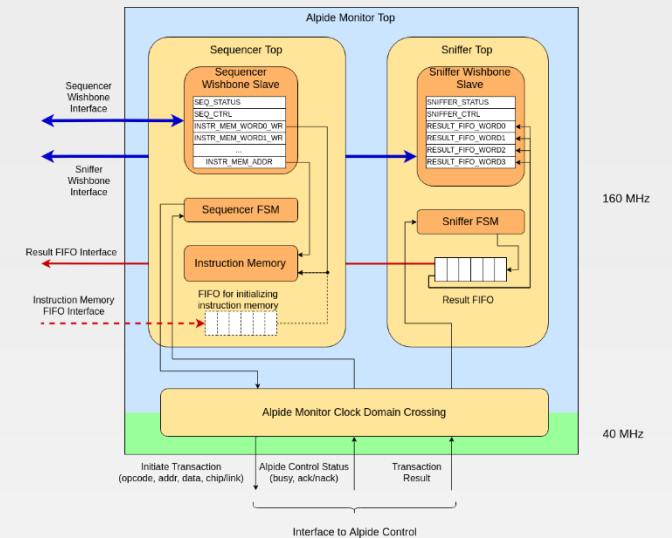 Alpide Monitor Top
Sequencer Top
Sniffer Top
Sequencer
Wishbone Slave
SEQ_STATUS
SEQ_CTRL
INSTR_MEM_WORD0_WR
INSTR_MEM_WORD1_WR
...
INSTR_MEM_ADDR
Sniffer Wishbone
Slave
SNIFFER_STATUS
SNIFFER_CTRL
RESULT_FIFO_WORD0
RESULT_FIFO_WORD1
RESULT_FIFO_WORD2
RESULT_FIFO_WORD3
Sequencer
Wishbone
Interface
Sniffer
Wishbone
Interface
160 MHz
Sequencer FSM
Sniffer FSM
Result FIFO Interface
Instruction Memory
Result FIFO
Instruction Memory
FIFO Interface
FIFO for initializing
instruction memory
Alpide Monitor Clock Domain Crossing
40 MHz
Initiate Transaction
(opcode, addr, data, chip/link)
Alpide Control Status
(busy, ack/nack)
Transaction
Result
Interface to Alpide Control